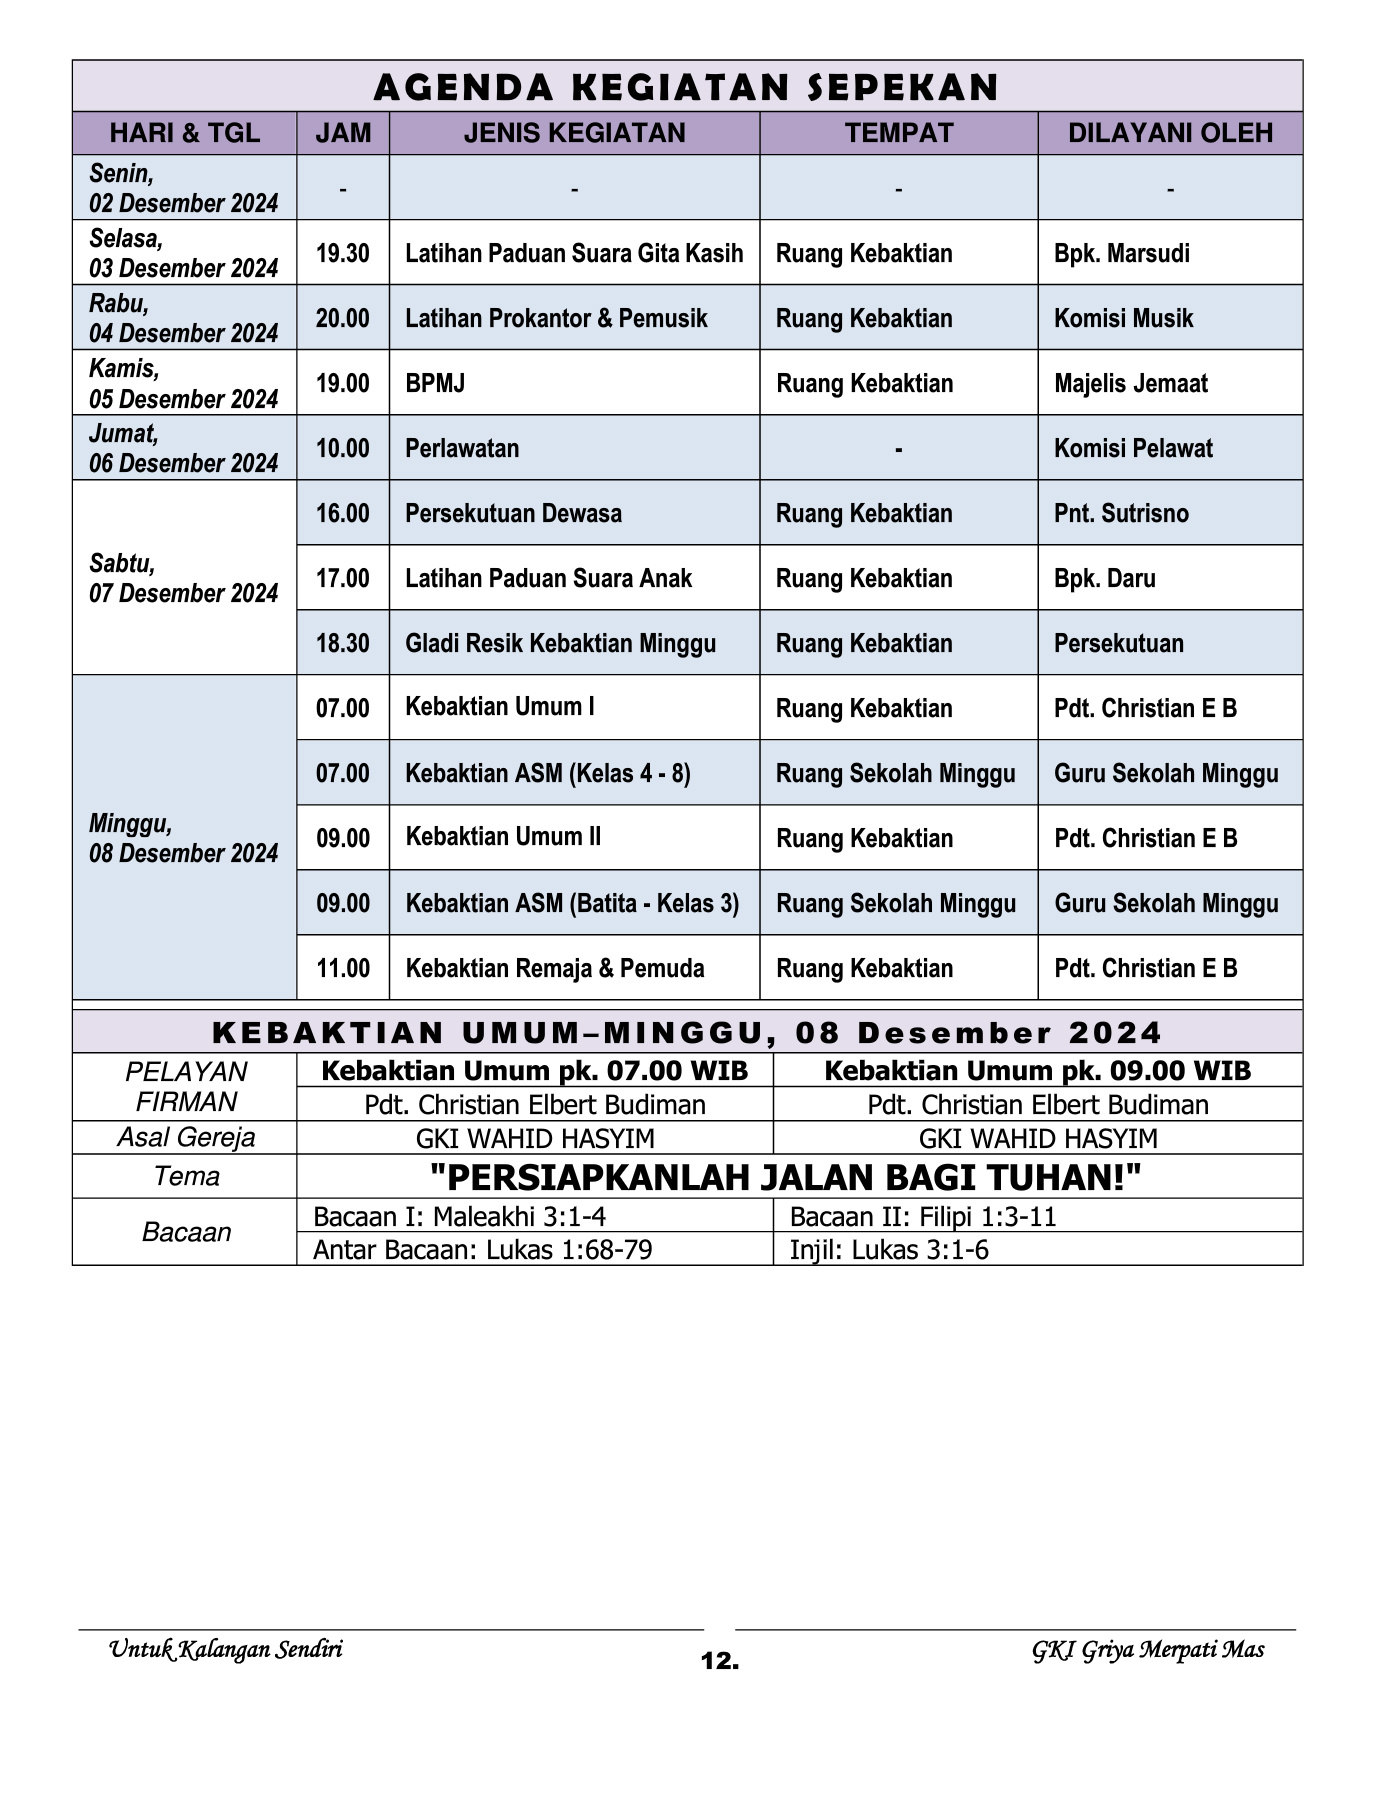 AGENDA KEGIATAN SEPEKAN
HARI & TGL JAM JENIS KEGIATAN TEMPAT DILAYANI OLEH
Senin,
02 Desember 2024 - - - -
Selasa,
03 Desember 2024 19.30 Latihan Paduan Suara Gita Kasih Ruang Kebaktian Bpk. Marsudi
Rabu,
04 Desember 2024 20.00 Latihan Prokantor & Pemusik Ruang Kebaktian Komisi Musik
Kamis,
05 Desember 2024 19.00 BPMJ Ruang Kebaktian Majelis Jemaat
Jumat,
06 Desember 2024 10.00 Perlawatan - Komisi Pelawat
Sabtu,
07 Desember 2024
16.00 Persekutuan Dewasa Ruang Kebaktian Pnt. Sutrisno
17.00 Latihan Paduan Suara Anak Ruang Kebaktian Bpk. Daru
18.30 Gladi Resik Kebaktian Minggu Ruang Kebaktian Persekutuan
Minggu,
08 Desember 2024
07.00 Kebaktian Umum I Ruang Kebaktian Pdt. Christian E B
07.00 Kebaktian ASM (Kelas 4 - 8) Ruang Sekolah Minggu Guru Sekolah Minggu
09.00 Kebaktian Umum II Ruang Kebaktian Pdt. Christian E B
09.00 Kebaktian ASM (Batita - Kelas 3) Ruang Sekolah Minggu Guru Sekolah Minggu
11.00 Kebaktian Remaja & Pemuda Ruang Kebaktian Pdt. Christian E B
KEBAKTIAN UMUM–MINGGU, 08 Desember 2024
PELAYAN
FIRMAN
Kebaktian Umum pk. 07.00 WIB Kebaktian Umum pk. 09.00 WIB
Pdt. Christian Elbert Budiman Pdt. Christian Elbert Budiman
Asal Gereja GKI WAHID HASYIM GKI WAHID HASYIM
Tema "PERSIAPKANLAH JALAN BAGI TUHAN!"
Bacaan
Bacaan I: Maleakhi 3:1-4 Bacaan II: Filipi 1:3-11
Antar Bacaan: Lukas 1:68-79 Injil: Lukas 3:1-6
Untuk Kalangan Sendiri 12. GKI Griya Merpati Mas